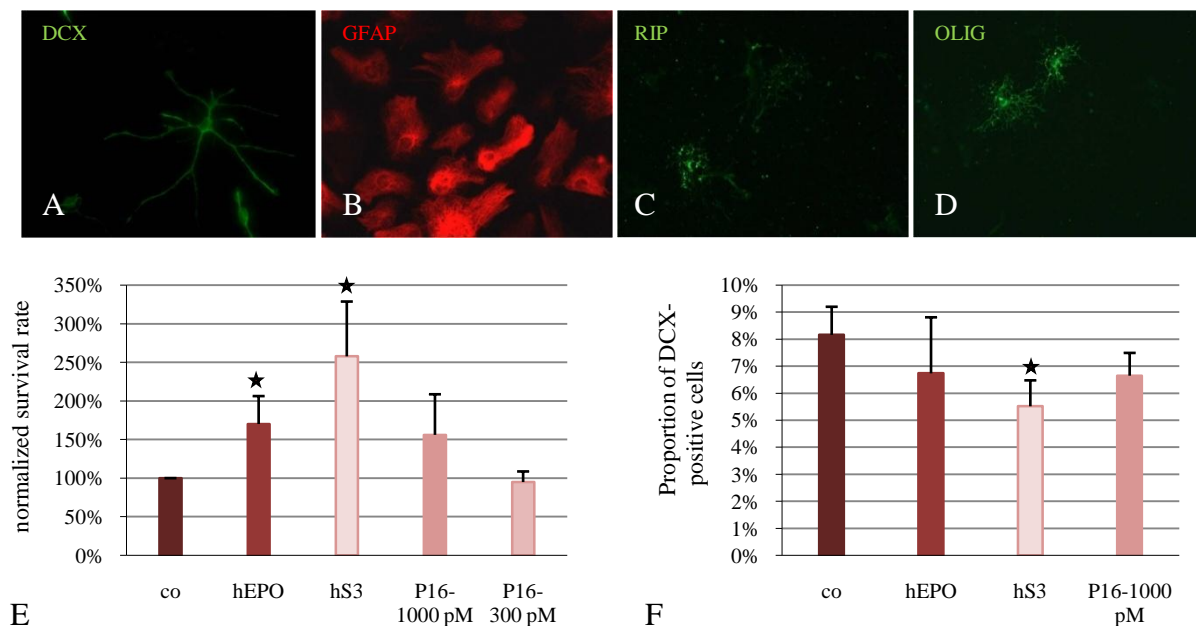 DCX
GFAP
RIP
OLIG
A
B
C
D
normalized survival rate
350%
300%
250%
200%
150%
100%
50%
0%
co
hEPO
hS3
P16-
1000 pM
P16-
300 pM
E
Proportion of DCX-
positive cells
10%
9%
8%
7%
6%
5%
4%
3%
2%
1%
0%
co
hEPO
hS3
P16-1000
pM
F